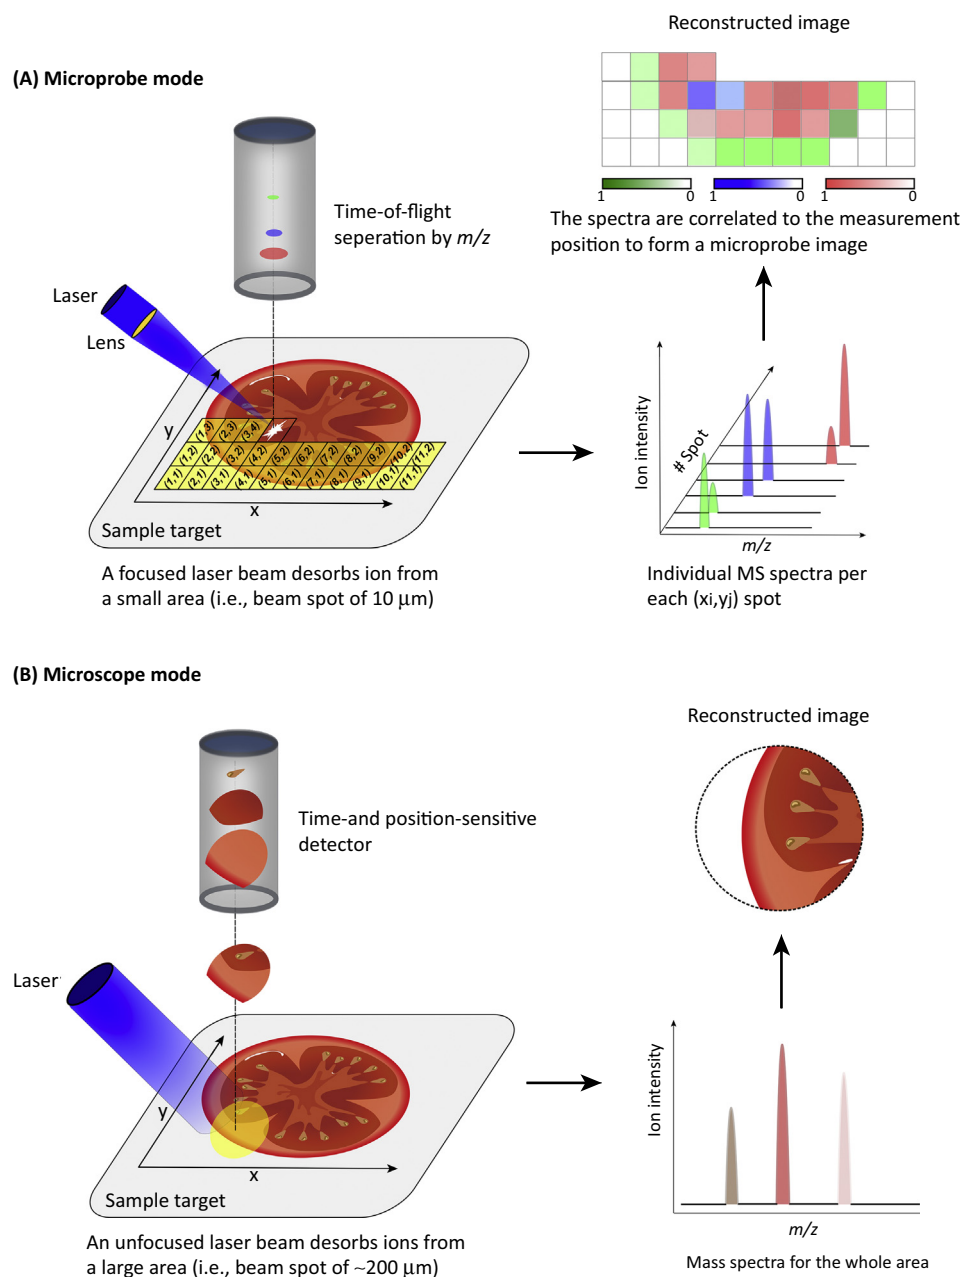 Reconstructed image
(A) Microprobe mode
Time-of-flight
seperation by m/z
1 0 1 0 1 0
The spectra are correlated to the measurement
position to form a microprobe image
Laser
Lens
y
(1,3) (2,3) (3,4)
(1,2) (2,2) (3,2) (4,2) (5,2) (6,2) (7,2) (8,2) (9,2) (10,2) (11,2)
(1,1) (2,1) (3,1) (4,1) (5,1) (6,1) (7,1) (8,1) (9,1) (10,1) (11,1)
x
Sample target
Ion intensity
# Spot
m/z
A focused laser beam desorbs ion from
a small area (i.e., beam spot of 10 μm)
Individual MS spectra per
each (xi,yj) spot
(B) Microscope mode
Reconstructed image
Time-and position-sensitive
detector
Laser
y
x
Sample target
Ion intensity
m/z
An unfocused laser beam desorbs ions from
a large area (i.e., beam spot of ~200 μm)
Mass spectra for the whole area